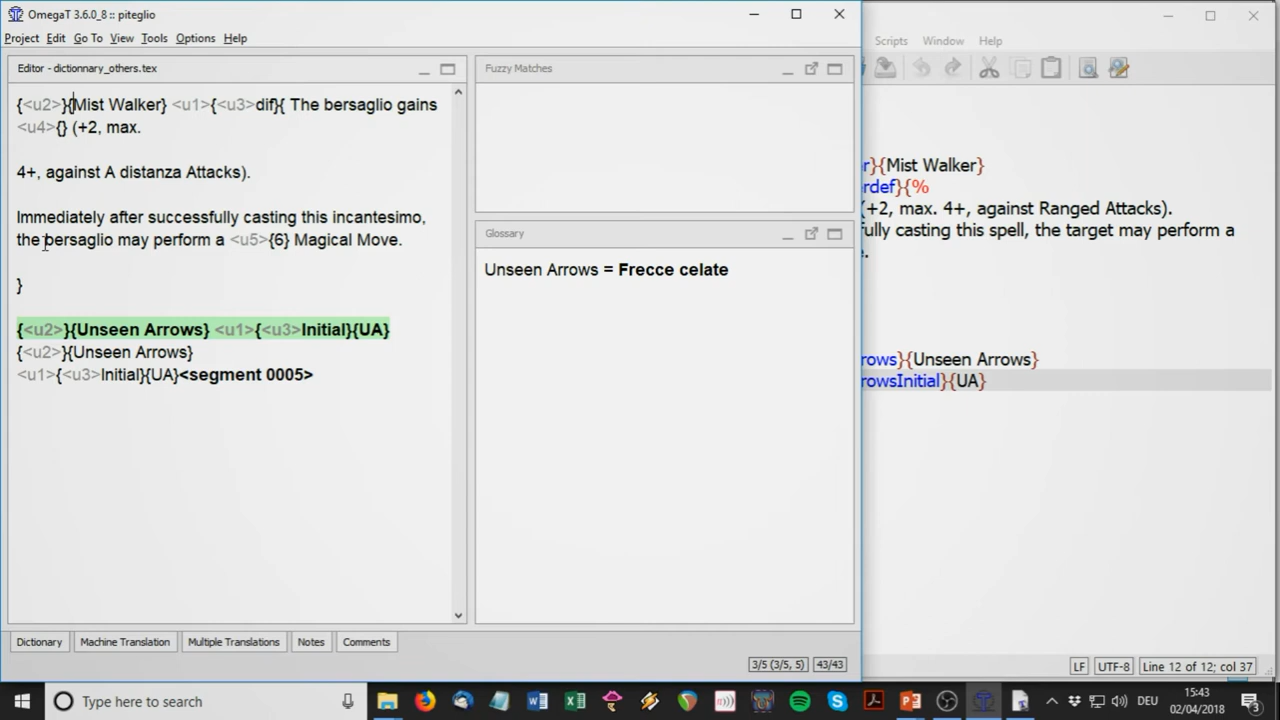 OmegaT 3.6.0_8 :: piteglio
Project Edit Go To View Tools Options Help
Editor - dictionnary_others.tex
{<u2>}{Mist Walker} <u1>{<u3>dif}{ The bersaglio gains
<u4>{} (+2, max.
4+, against A distanza Attacks).
Immediately after successfully casting this incantesimo,
the bersaglio may perform a <u5>{6} Magical Move.
}
{<u2>}{Unseen Arrows} <u1>{<u3>Initial}{UA}
{<u2>}{Unseen Arrows}
<u1>{<u3>Initial}{UA}<segment 0005>
Fuzzy Matches
Glossary
Unseen Arrows = Frecce celate
Dictionary Machine Translation Multiple Translations Notes Comments
3/5 (3/5, 5) 43/43
Scripts Window Help
r}{Mist Walker}
rdef}{%
(+2, max. 4+, against Ranged Attacks).
fully casting this spell, the target may perform a
e.
rows}{Unseen Arrows}
rowsInitial}{UA}
LF UTF-8 Line 12 of 12; col 37
Type here to search
DEU
15:43
02/04/2018
3